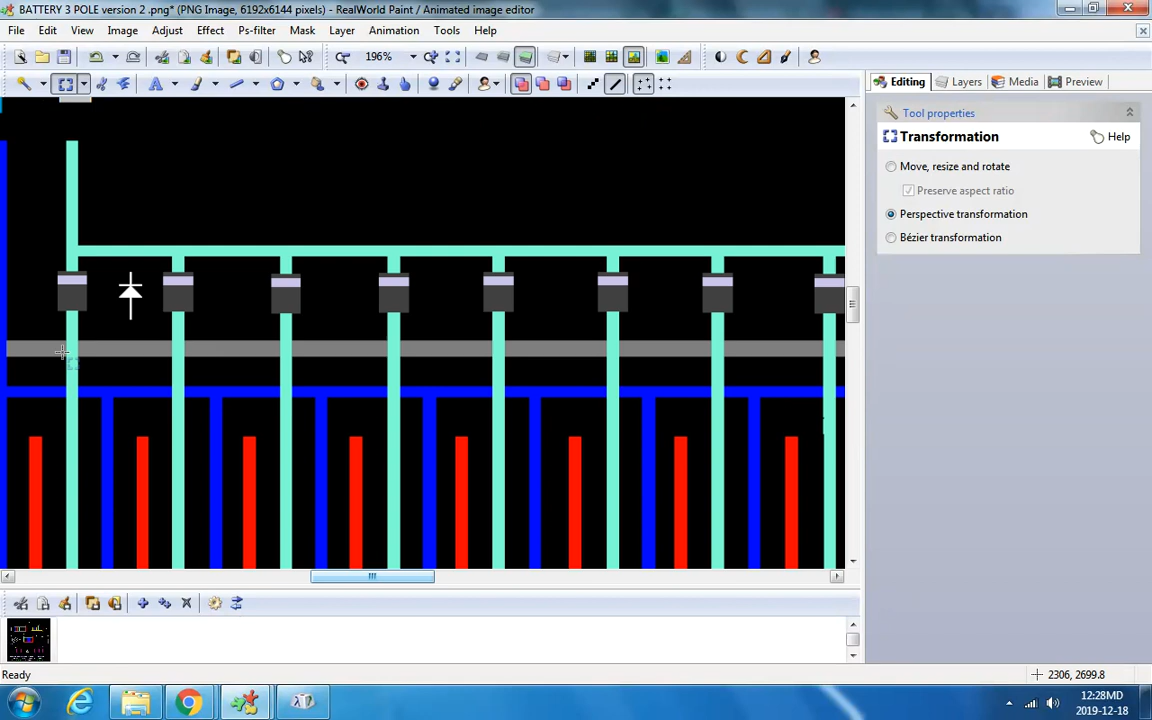 BATTERY 3 POLE version 2 .png* (PNG Image, 6192x6144 pixels) - RealWorld Paint / Animated image editor
File Edit View Image Adjust Effect Ps-filter Mask Layer Animation Tools Help
196%
Editing Layers Media Preview
Tool properties
Transformation Help
Move, resize and rotate
Preserve aspect ratio
Perspective transformation
Bézier transformation
Ready
2306, 2699.8
12:28MD
2019-12-18